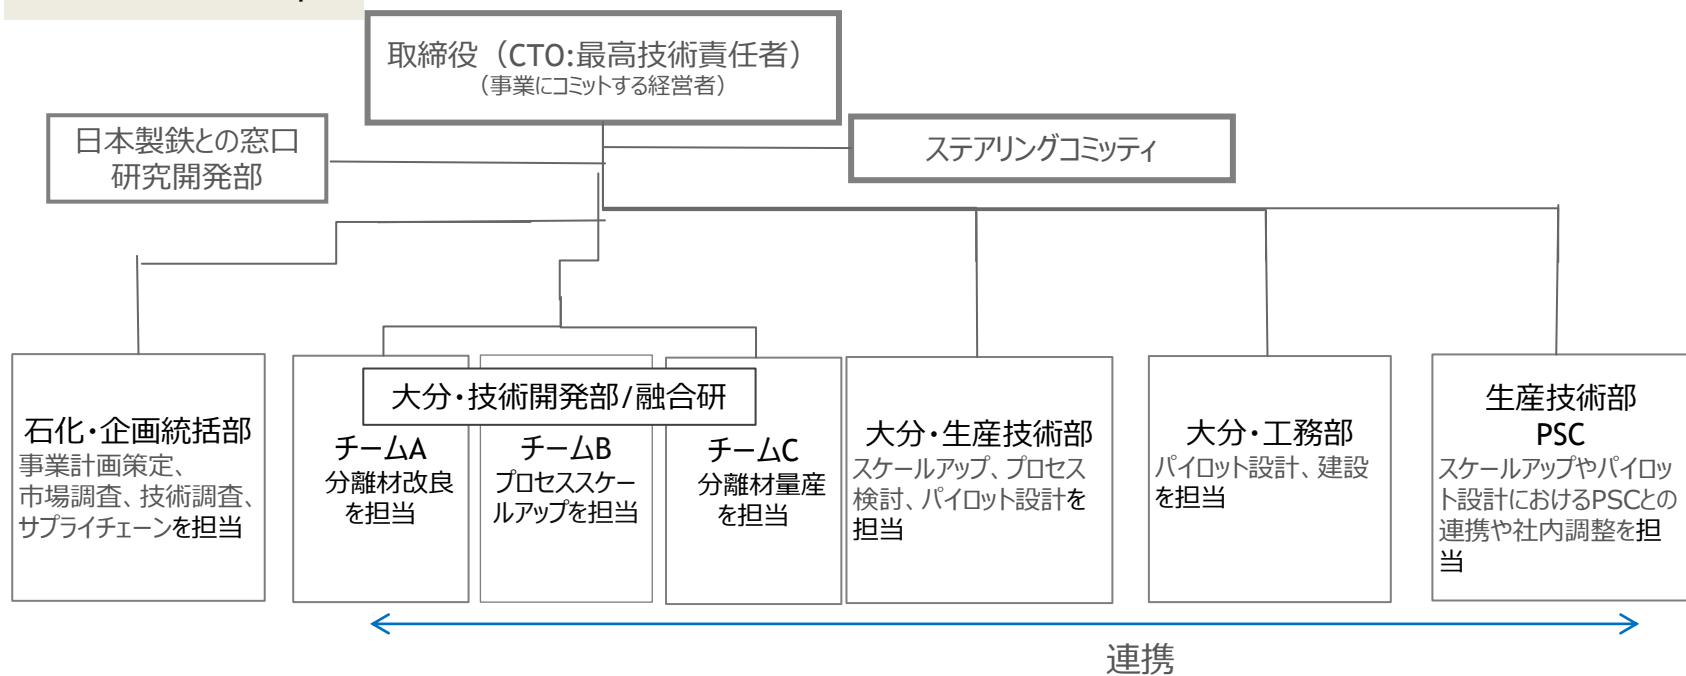 取締役（CTO:最高技術責任者）
（事業にコミットする経営者）
日本製鉄との窓口
研究開発部
ステアリングコミッティ
石化・企画統括部
事業計画策定、
市場調査、技術調査、
サプライチェーンを担当
大分・技術開発部/融合研
チームA
分離材改良
を担当
チームB
プロセススケー
ルアップを担当
チームC
分離材量産
を担当
大分・生産技術部
スケールアップ、プロセス
検討、パイロット設計を
担当
大分・工務部
パイロット設計、建設
を担当
生産技術部
PSC
スケールアップやパイロッ
ト設計におけるPSCとの
連携や社内調整を担
当
連携